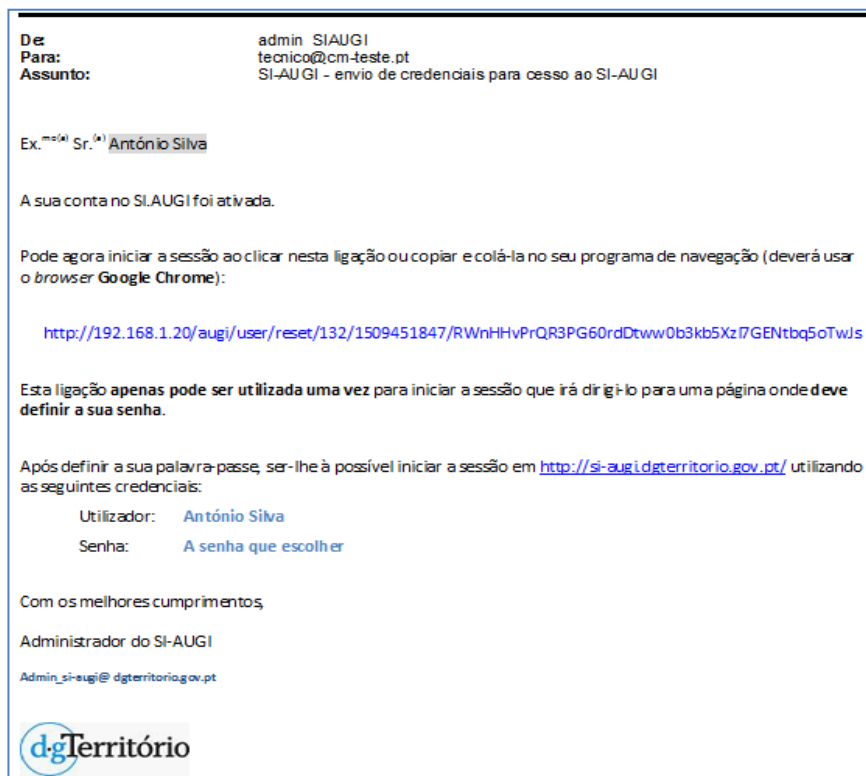 De: admin SIAUGI
Para: tecnico@cm-teste.pt
Assunto: SI-AUGI - envio de credenciais para cesso ao SI-AUGI
Ex.mo(a) Sr.(a) António Silva
A sua conta no SI.AUGI foi ativada.
Pode agora iniciar a sessão ao clicar nesta ligação ou copiar e colá-la no seu programa de navegação (deverá usar
o browser Google Chrome):
http://192.168.1.20/augi/user/reset/132/1509451847/RWnHHvPrQR3PG60rdDtww0b3kb5XzI7GENtbq5oTwJs
Esta ligação apenas pode ser utilizada uma vez para iniciar a sessão que irá dirigi-lo para uma página onde deve
definir a sua senha.
Após definir a sua palavra-passe, ser-lhe à possível iniciar a sessão em http://si-augi.dgterritorio.gov.pt/ utilizando
as seguintes credenciais:
Utilizador: António Silva
Senha: A senha que escolher
Com os melhores cumprimentos,
Administrador do SI-AUGI
Admin_si-augi@ dgterritorio.gov.pt
d·gTerritório